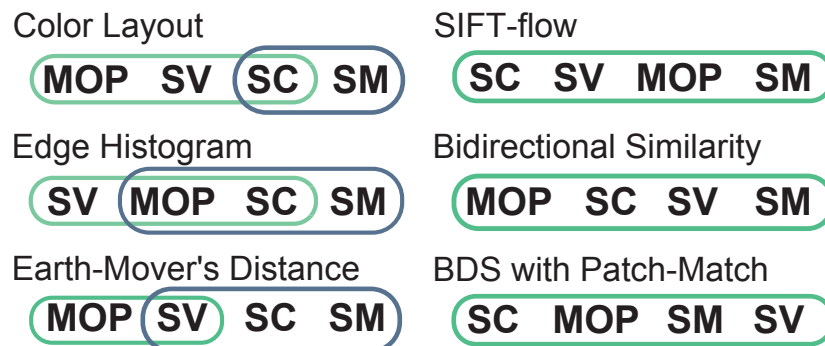 Color Layout
MOP SV SC SM
Edge Histogram
SV MOP SC SM
Earth-Mover's Distance
MOP SV SC SM
SIFT-flow
SC SV MOP SM
Bidirectional Similarity
MOP SC SV SM
BDS with Patch-Match
SC MOP SM SV